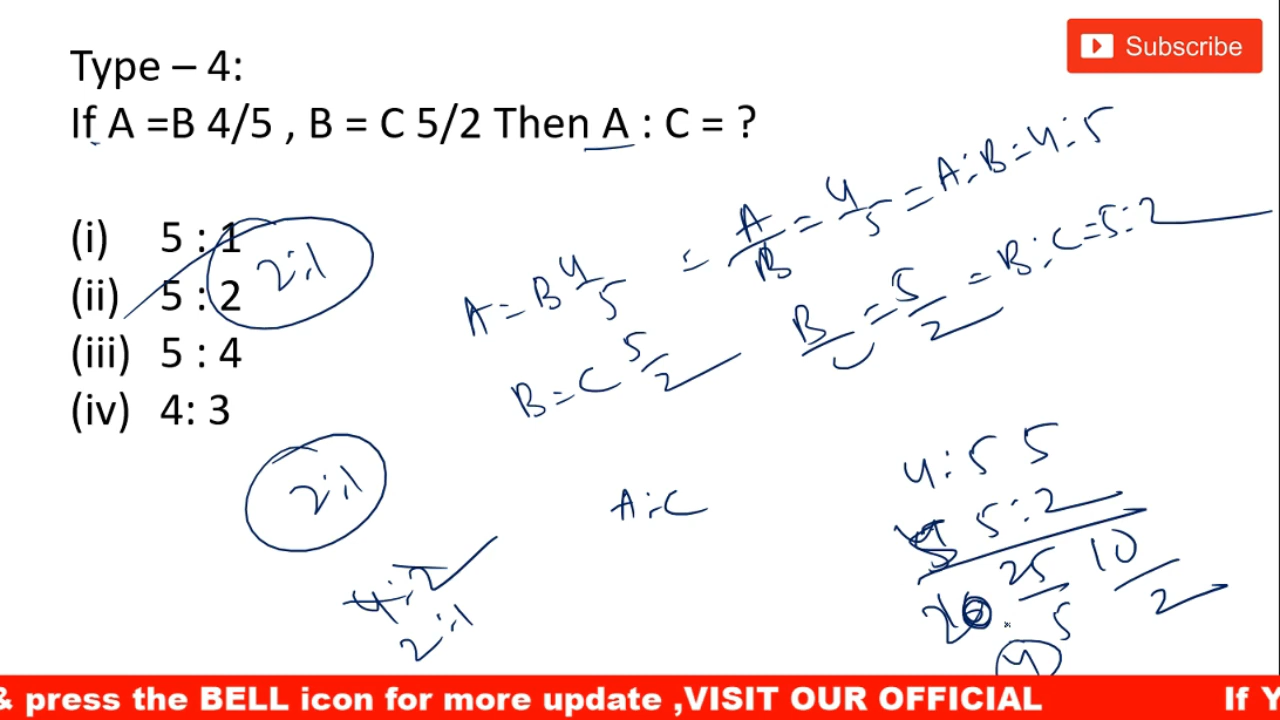 Subscribe
Type – 4:
If A =B 4/5 , B = C 5/2 Then A : C = ?
(i) 5 : 1
(ii) 5 : 2
(iii) 5 : 4
(iv) 4: 3
2:1
A = B 4/5 = A/B = 4/5 = A:B = 4:5
B = C 5/2
= 5/2 = B:C = 5:2
2:1
A:C
4:2
2:1
4:5 5
5 5:2
25 10
5 2
4
& press the BELL icon for more update ,VISIT OUR OFFICIAL
If Y